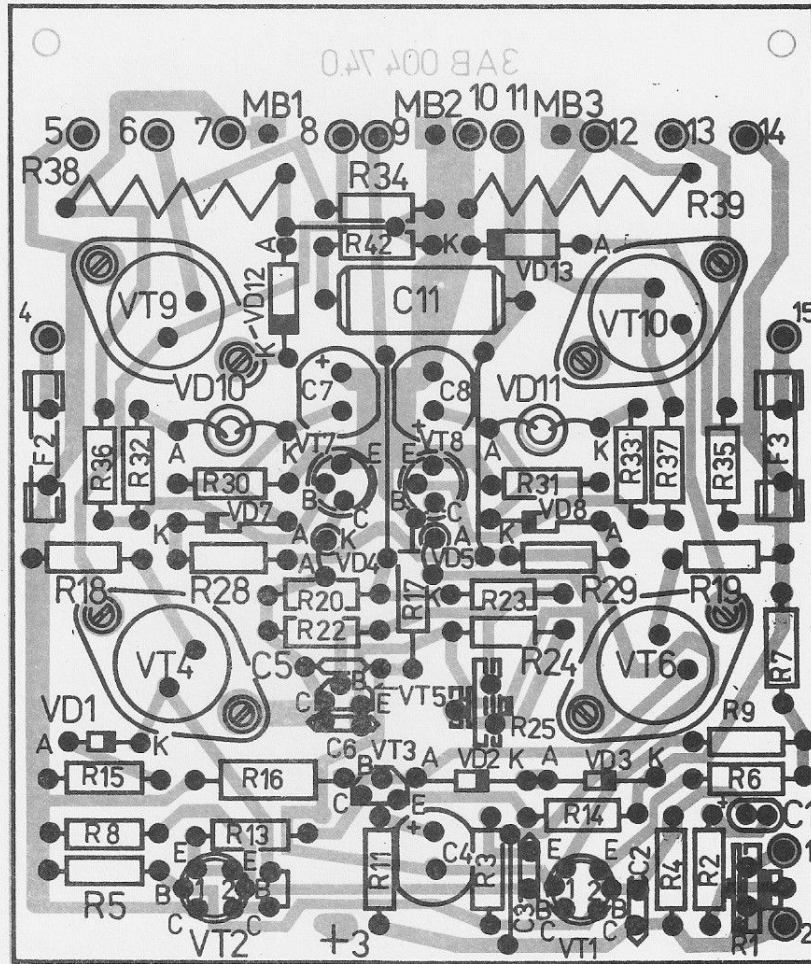 3AB 004 740
MB1 MB2 10 11 MB3
5 6 7 8 9 12 13 14
R38 R34 R39
A R42 K A
VD12 VD13
VT9 C11 VT10
4 15
K
VD10 + C7 C8 VD11
+
F2 R36 R32 A K VT7 E E VT8 A K R33 R37 R35 F3
R30 B C B C R31
K VD7 A A K A K VD8 A
VD4 VD5
R18 R28 R20 R17 K R23 R29 R19
R22 R24
VT4 C5 VT6 R7
B
VD1 C E VT5 R25 R9
A K C6 VT3 A VD2 K A VD3 K
R15 R16 B R6
C E R14 + C1
R8 R13 + 1
E E R11 C4 R3 E E C2 R4 R2
R5 B 1 2 B C3 1 2
C C B B
C C R1
VT2 +3 VT1 2